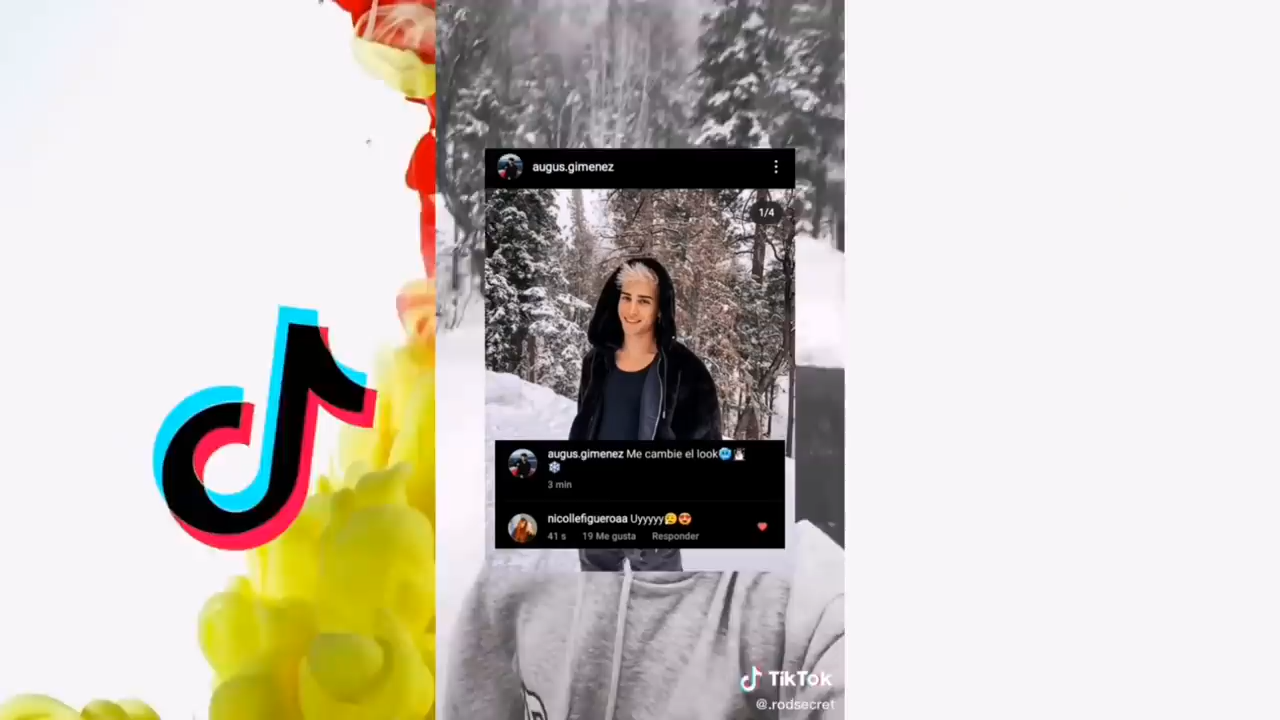 augus.gimenez
1/4
augus.gimenez Me cambie el look🥶☃️
❄️
3 min
nicollefigueroaa Uyyyyy😥😍
41 s 19 Me gusta Responder
TikTok
@.rodsecret